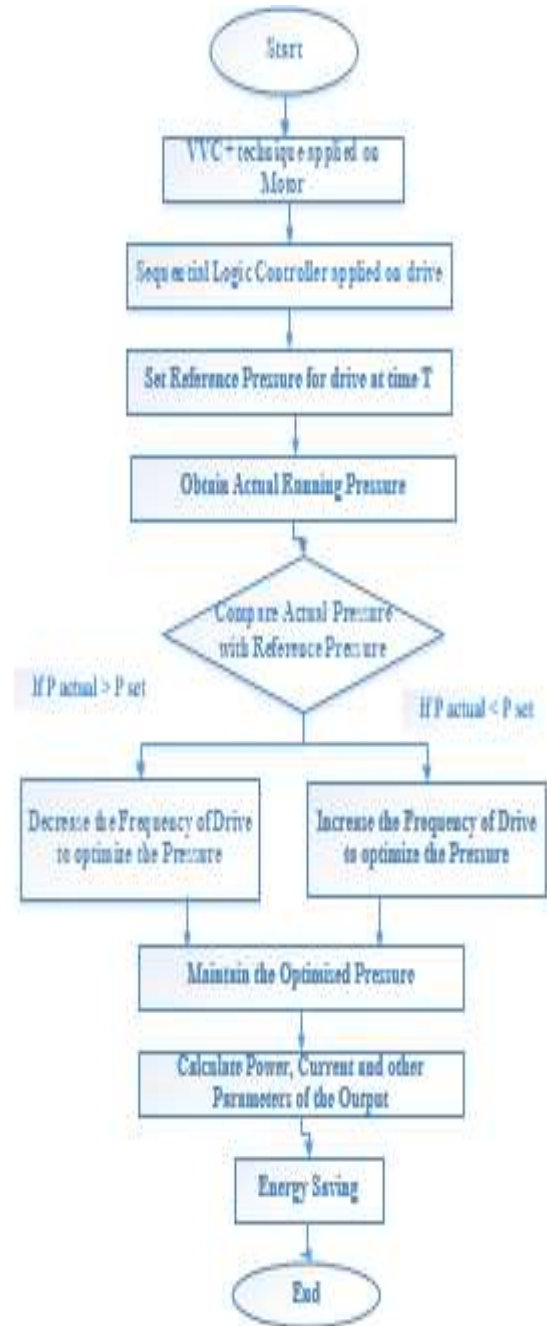 Start
VVC+ technique applied on
Motor
Sequential Logic Controller applied on drive
Set Reference Pressure for drive at time T
Obtain Actual Running Pressure
Compare Actual Pressure
with Reference Pressure
If P actual > P set
If P actual < P set
Decrease the Frequency of Drive
to optimize the Pressure
Increase the Frequency of Drive
to optimize the Pressure
Maintain the Optimised Pressure
Calculate Power, Current and other
Parameters of the Output
Energy Saving
End